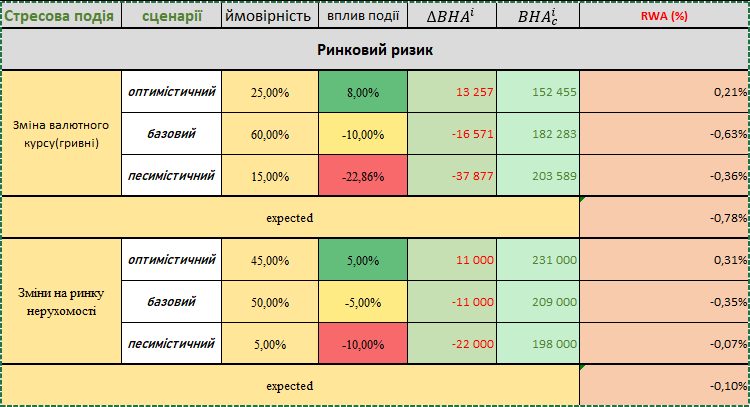 Стресова подія сценарії ймовірність вплив події ΔBHAⁱ BHAᶜⁱ RWA (%)
Ринковий ризик
Зміна валютного курсу(гривні)
оптимістичний 25,00% 8,00% 13 257 152 455 0,21%
базовий 60,00% -10,00% -16 571 182 283 -0,63%
песимістичний 15,00% -22,86% -37 877 203 589 -0,36%
expected -0,78%
Зміни на ринку нерухомості
оптимістичний 45,00% 5,00% 11 000 231 000 0,31%
базовий 50,00% -5,00% -11 000 209 000 -0,35%
песимістичний 5,00% -10,00% -22 000 198 000 -0,07%
expected -0,10%